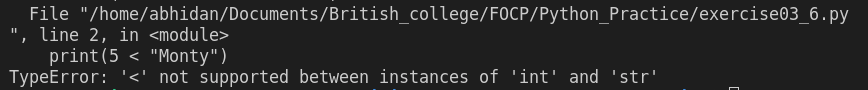 File "/home/abhidan/Documents/British_college/FOCP/Python_Practice/exercise03_6.py
", line 2, in <module>
print(5 < "Monty")
TypeError: '<' not supported between instances of 'int' and 'str'